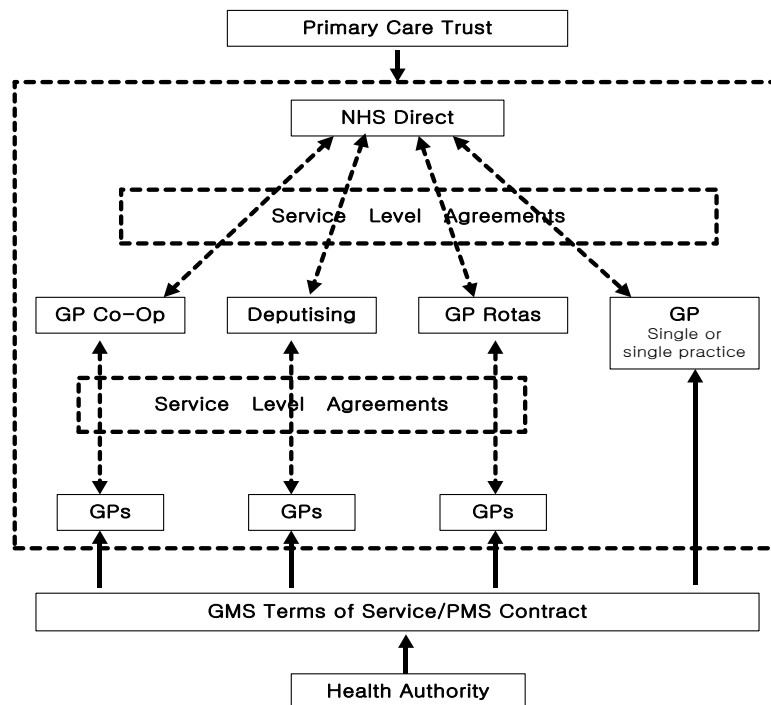 Primary Care Trust
NHS Direct
Service Level Agreements
GP Co-Op
Deputising
GP Rotas
GP
Single or
single practice
Service Level Agreements
GPs
GPs
GPs
GMS Terms of Service/PMS Contract
Health Authority